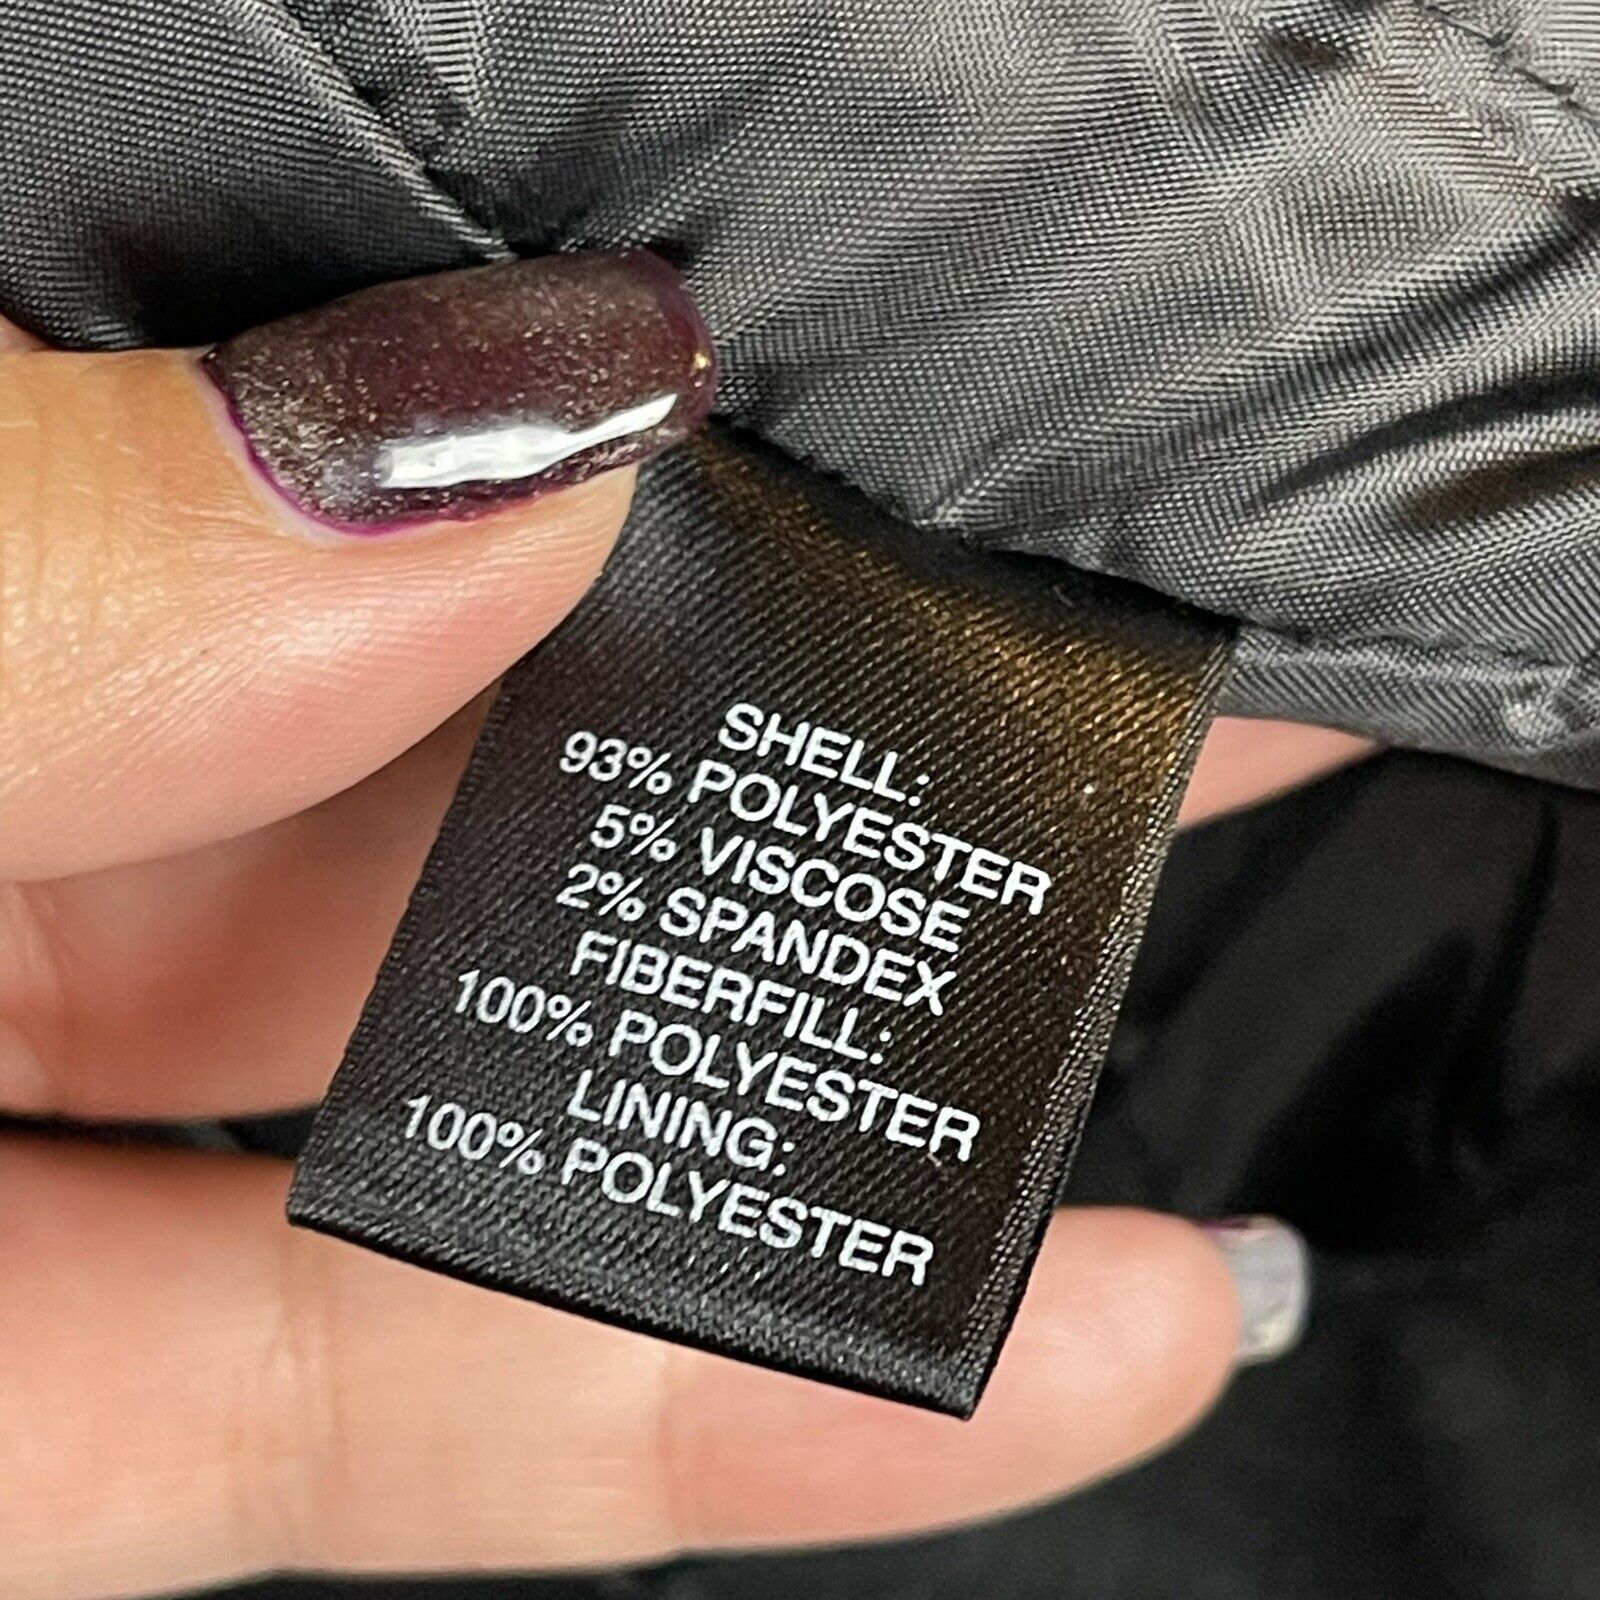 SHELL:
93% POLYESTER
5% VISCOSE
2% SPANDEX
FIBERFILL:
100% POLYESTER
LINING:
100% POLYESTER